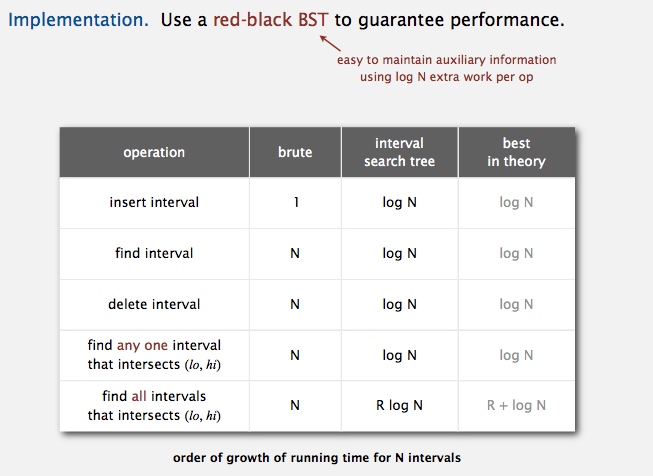 Implementation. Use a red-black BST to guarantee performance.
easy to maintain auxiliary information
using log N extra work per op
operation brute interval search tree best in theory
insert interval 1 log N log N
find interval N log N log N
delete interval N log N log N
find any one interval
that intersects (lo, hi) N log N log N
find all intervals
that intersects (lo, hi) N R log N R + log N
order of growth of running time for N intervals